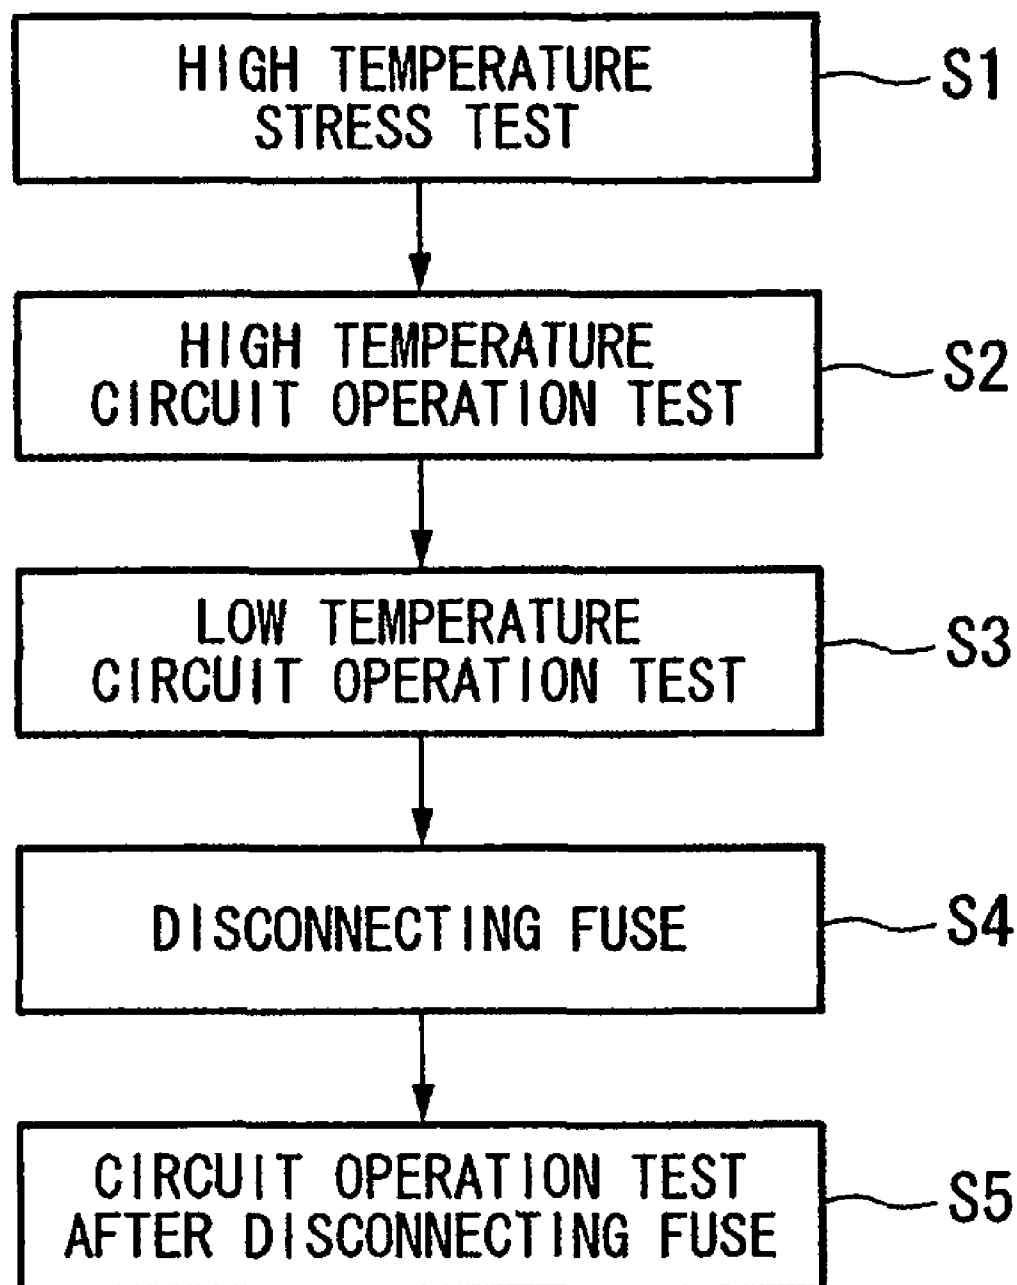 HIGH TEMPERATURE
STRESS TEST
S1
HIGH TEMPERATURE
CIRCUIT OPERATION TEST
S2
LOW TEMPERATURE
CIRCUIT OPERATION TEST
S3
DISCONNECTING FUSE
S4
CIRCUIT OPERATION TEST
AFTER DISCONNECTING FUSE
S5